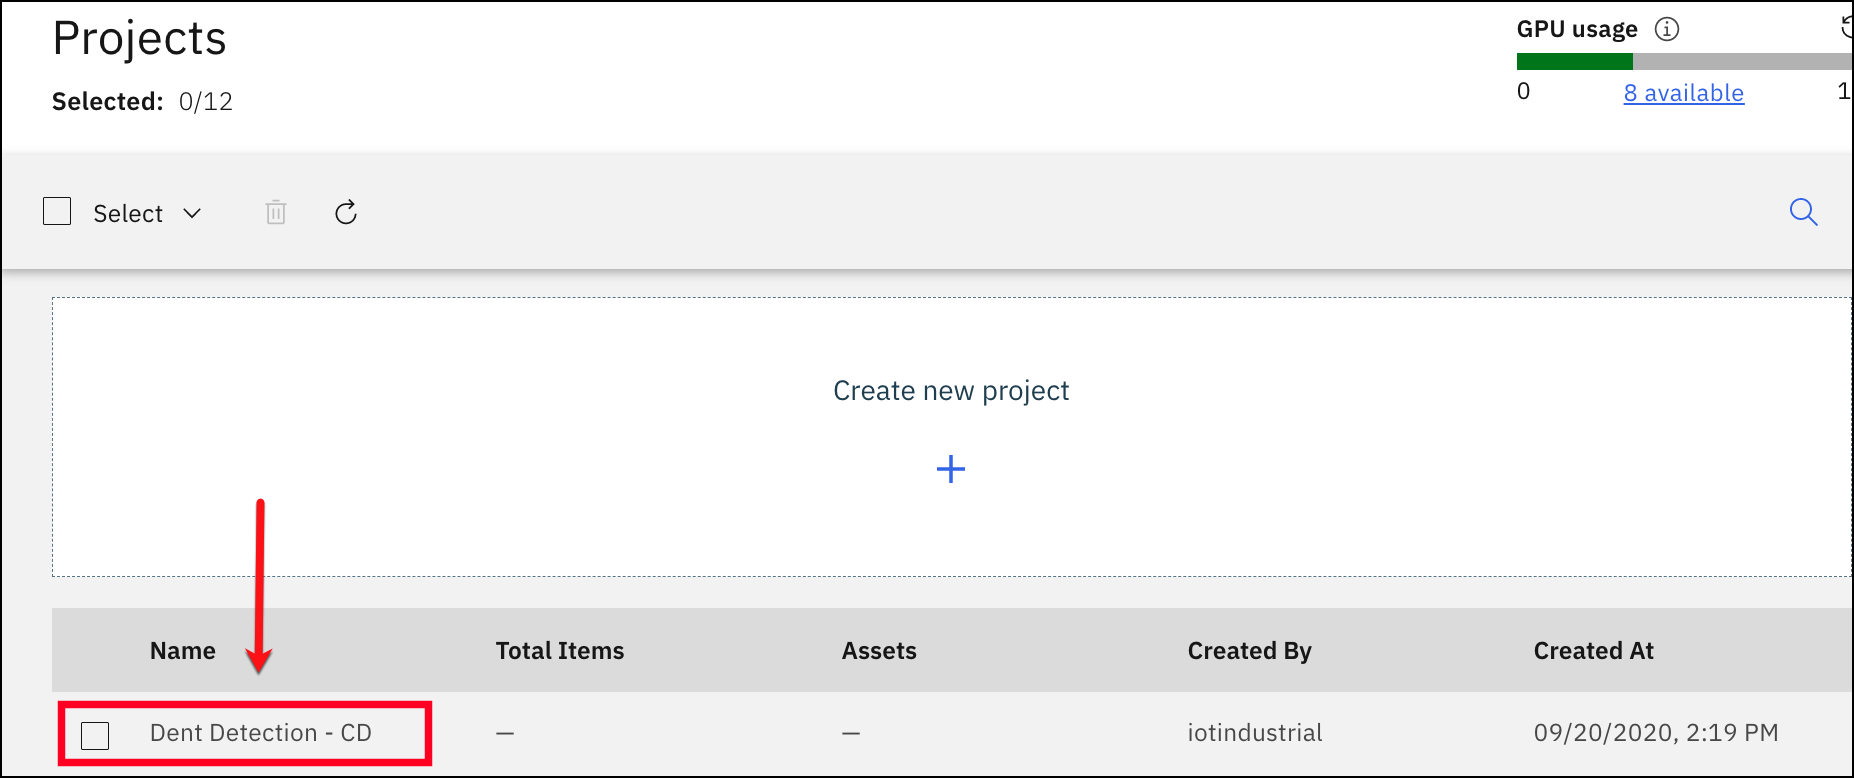 Projects
GPU usage
Selected: 0/12
0 8 available 1
Select
Create new project
Name Total Items Assets Created By Created At
Dent Detection - CD — — iotindustrial 09/20/2020, 2:19 PM